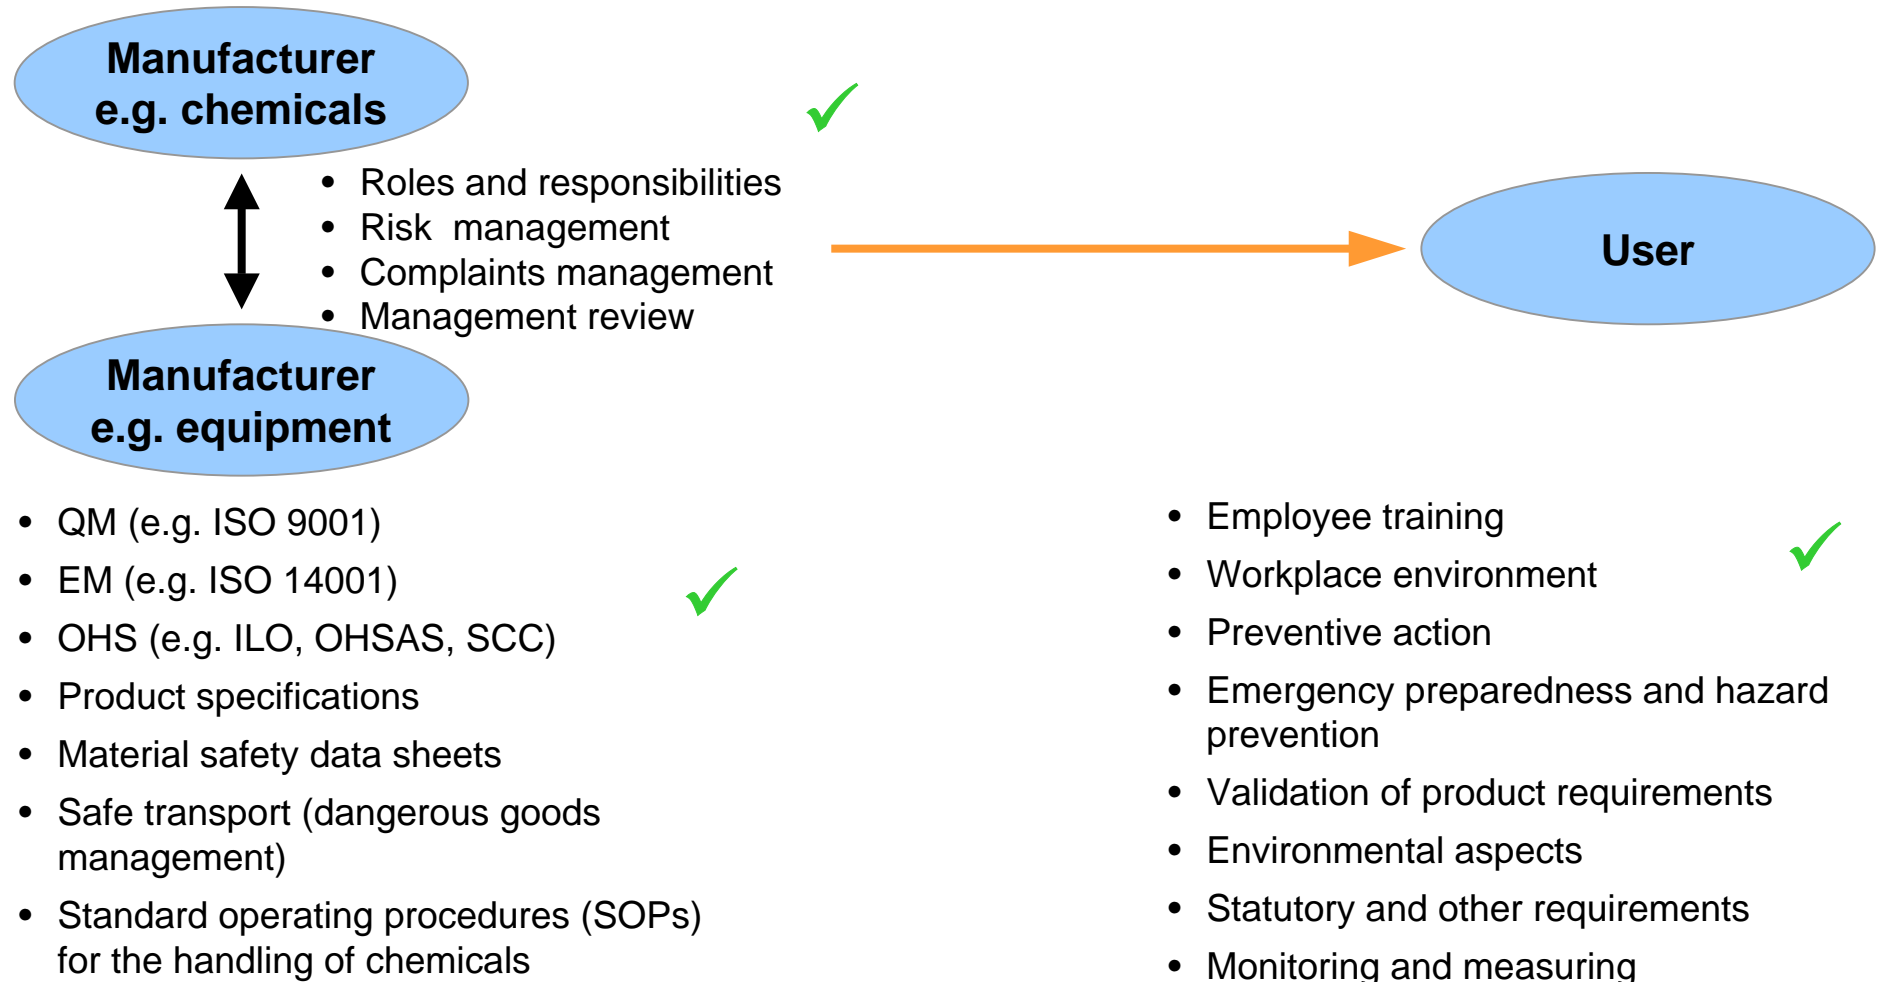 Manufacturer
e.g. chemicals
• Roles and responsibilities
• Risk  management
• Complaints management
• Management review
User
Manufacturer
e.g. equipment
• QM (e.g. ISO 9001)
• EM (e.g. ISO 14001)
• OHS (e.g. ILO, OHSAS, SCC)
• Product specifications
• Material safety data sheets
• Safe transport (dangerous goods
management)
• Standard operating procedures (SOPs)
for the handling of chemicals
• Employee training
• Workplace environment
• Preventive action
• Emergency preparedness and hazard
prevention
• Validation of product requirements
• Environmental aspects
• Statutory and other requirements
• Monitoring and measuring